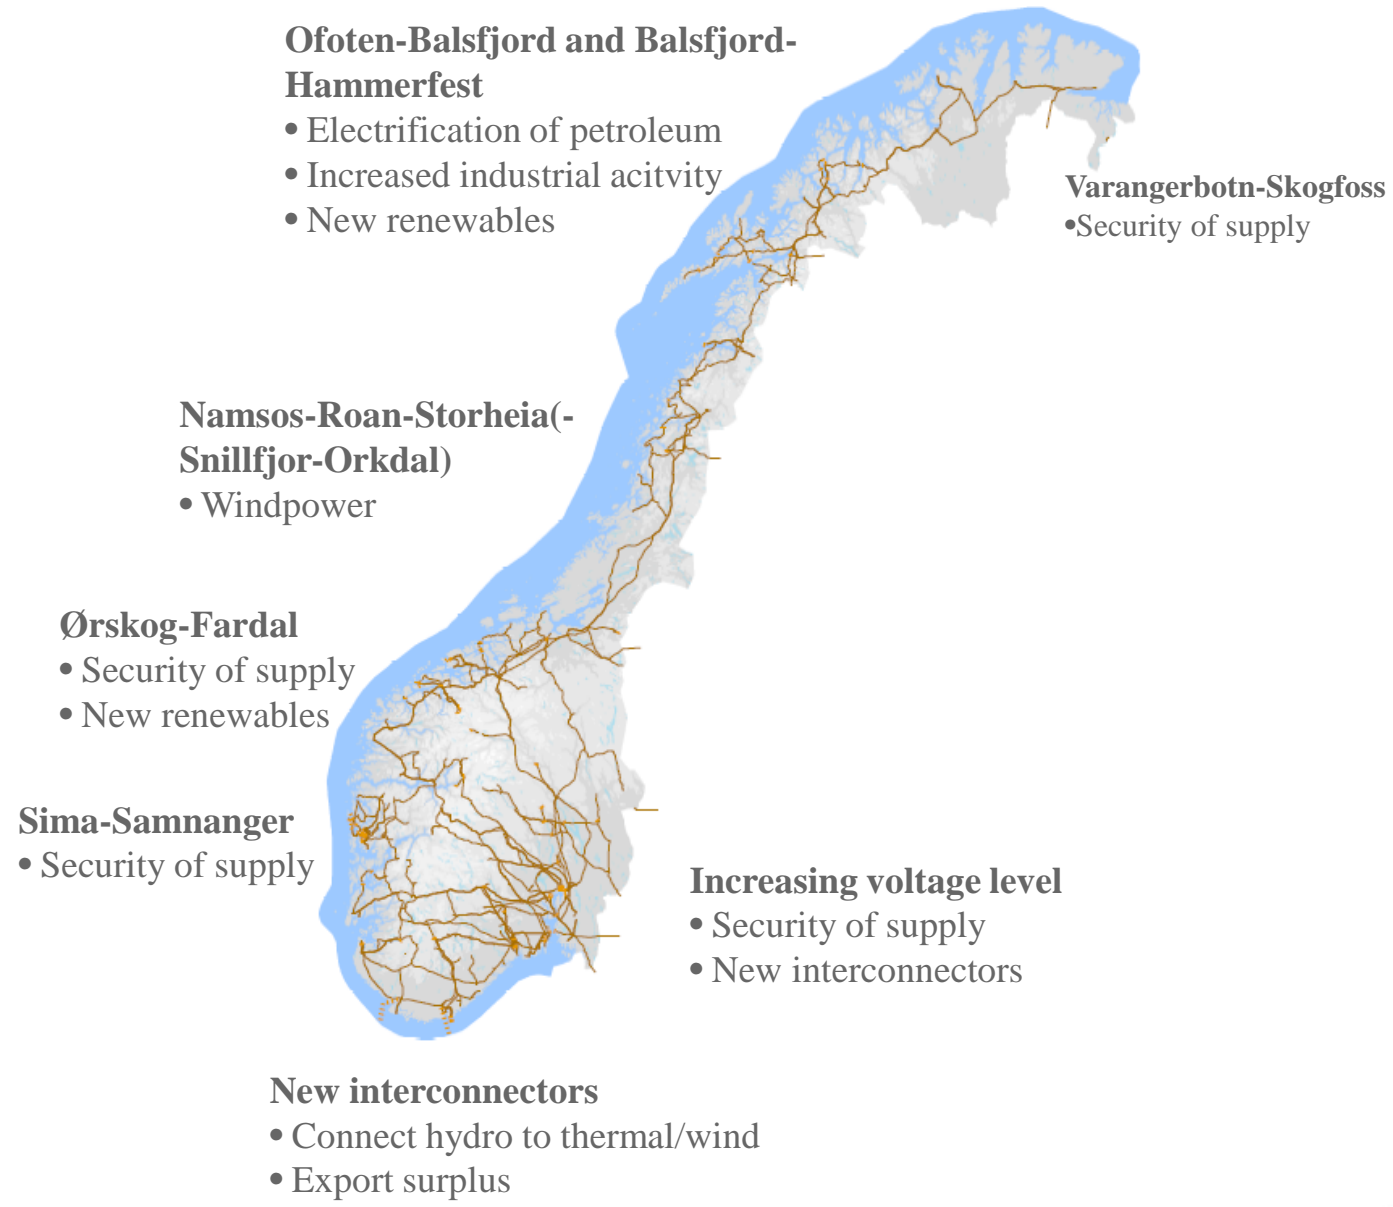 Ofoten-Balsfjord and Balsfjord-
Hammerfest
• Electrification of petroleum
• Increased industrial acitvity
• New renewables
Varangerbotn-Skogfoss
•Security of supply
Namsos-Roan-Storheia(-
Snillfjor-Orkdal)
• Windpower
Ørskog-Fardal
• Security of supply
• New renewables
Sima-Samnanger
• Security of supply
Increasing voltage level
• Security of supply
• New interconnectors
New interconnectors
• Connect hydro to thermal/wind
• Export surplus